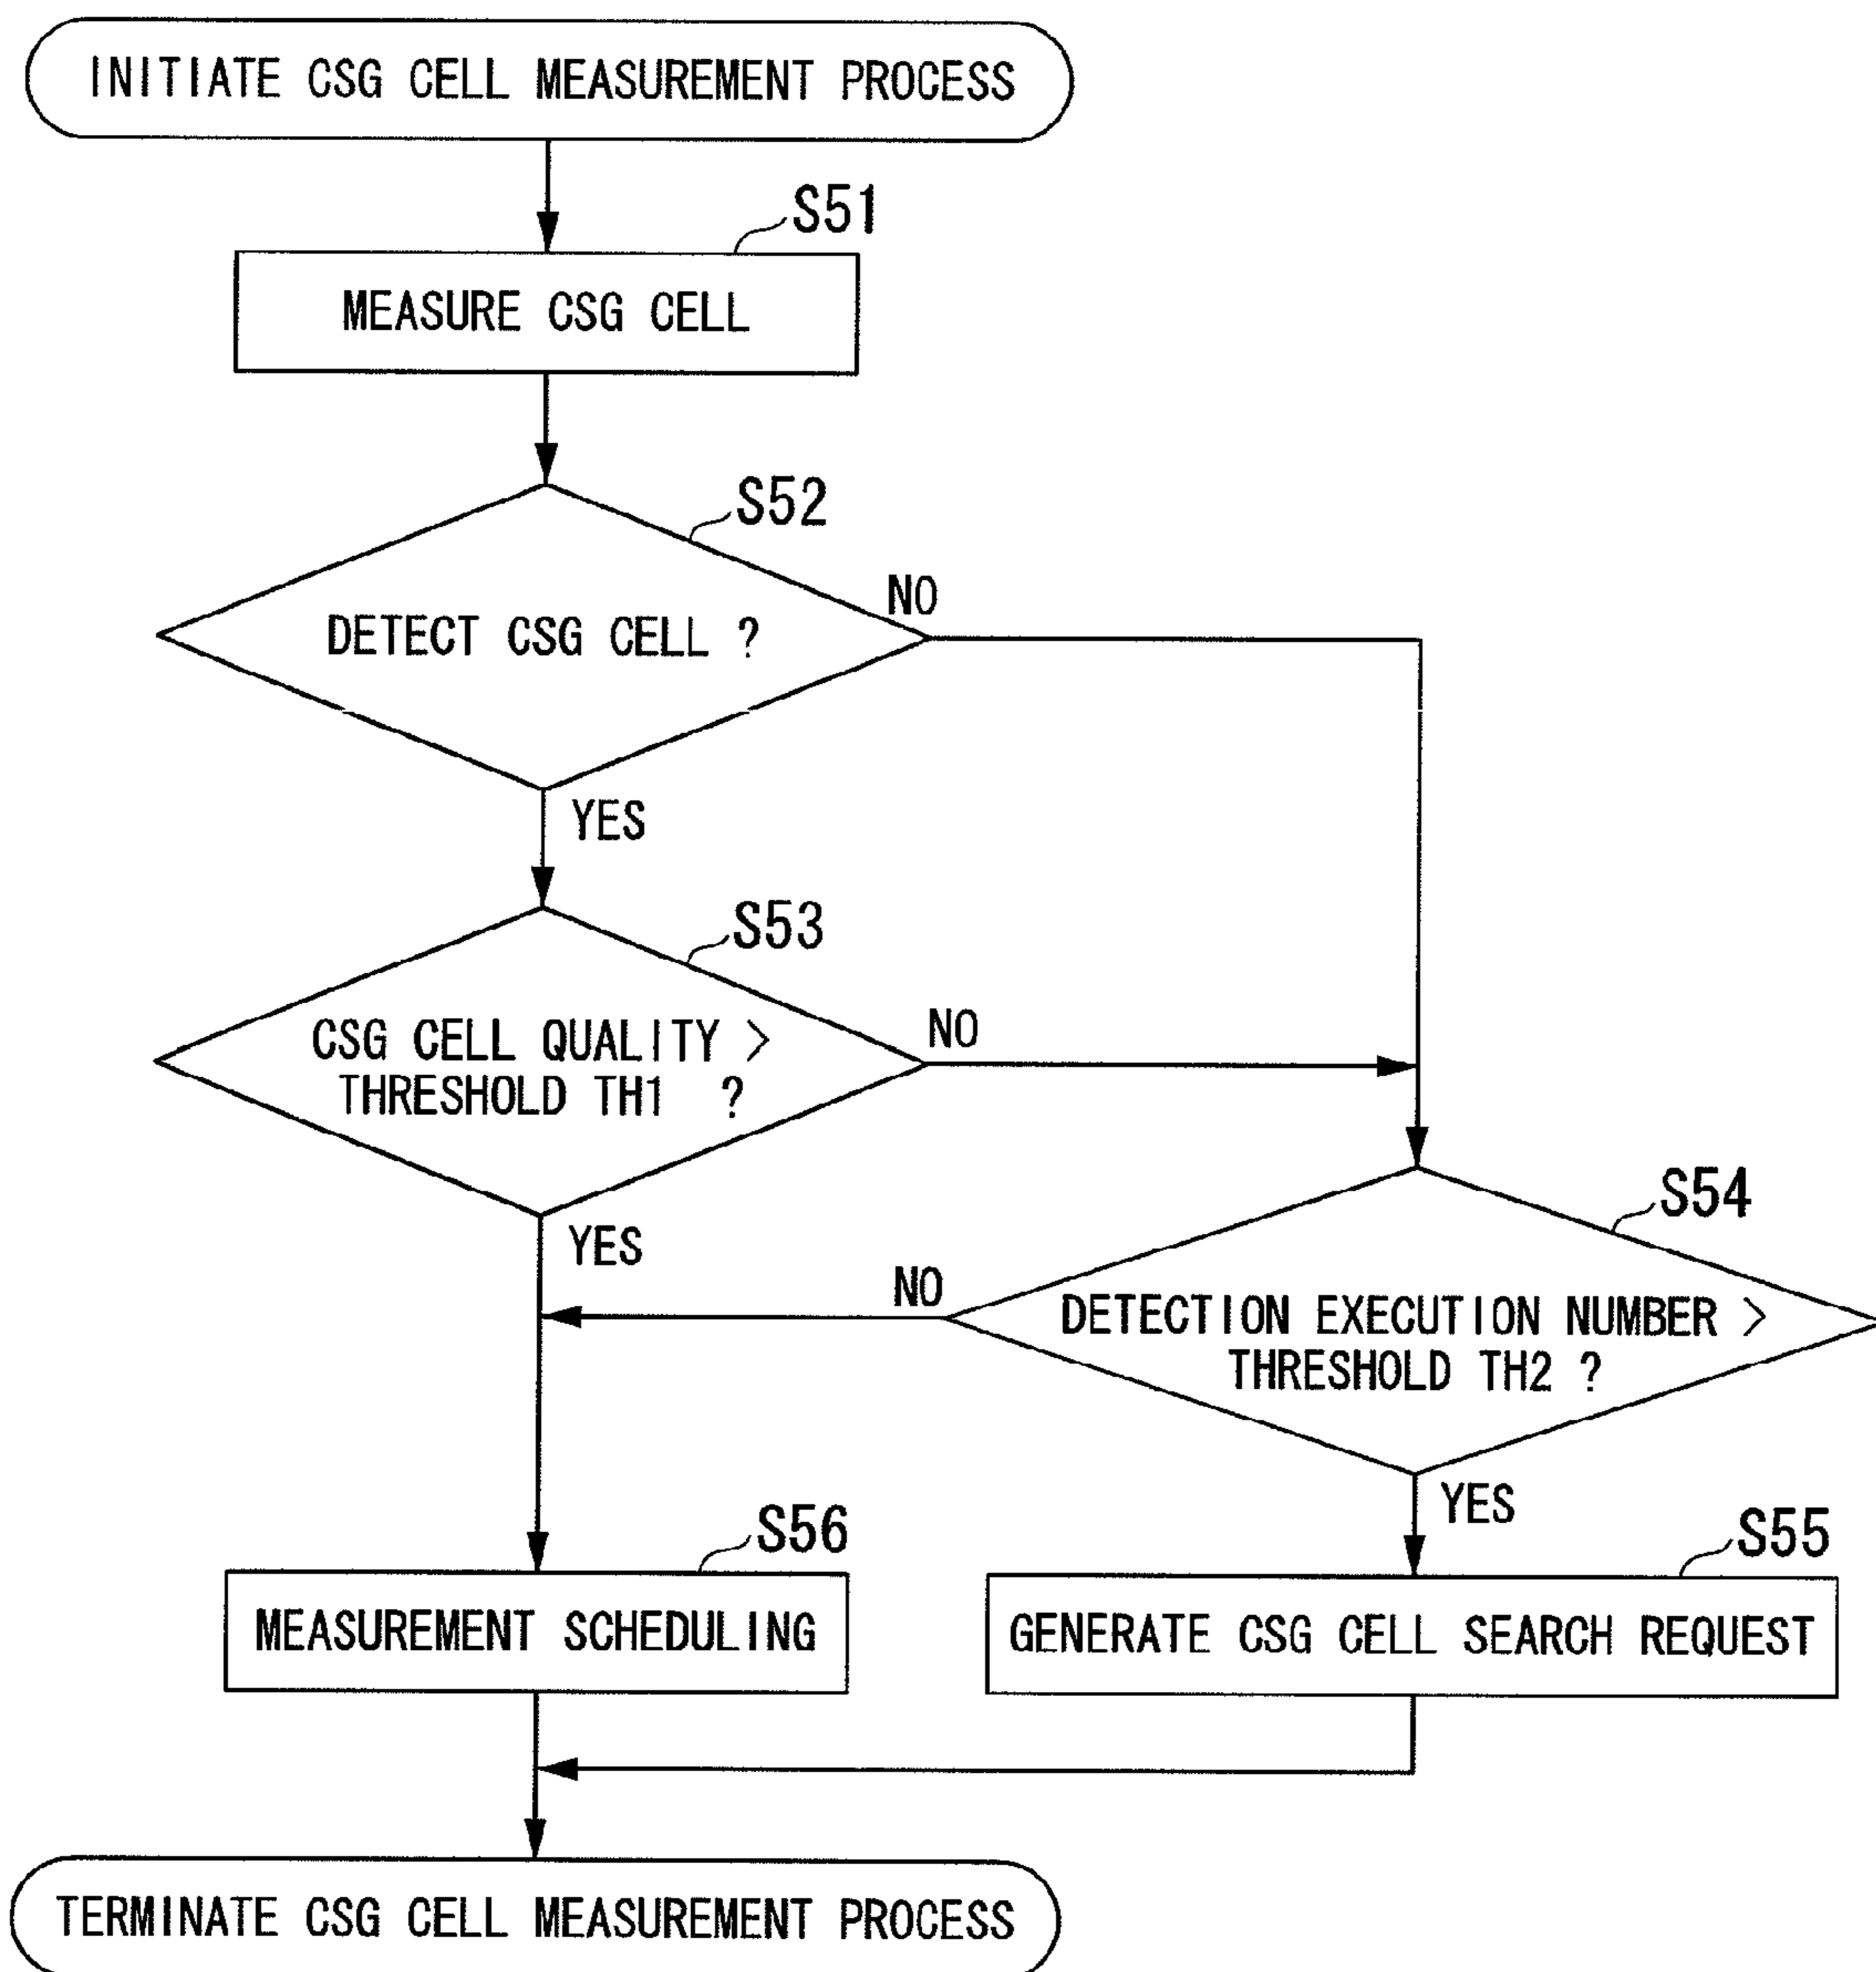 INITIATE CSG CELL MEASUREMENT PROCESS
S51
MEASURE CSG CELL
S52
DETECT CSG CELL ?
NO
YES
S53
CSG CELL QUALITY >
THRESHOLD TH1 ?
NO
YES
S54
DETECTION EXECUTION NUMBER >
THRESHOLD TH2 ?
NO
YES
S56
MEASUREMENT SCHEDULING
S55
GENERATE CSG CELL SEARCH REQUEST
TERMINATE CSG CELL MEASUREMENT PROCESS